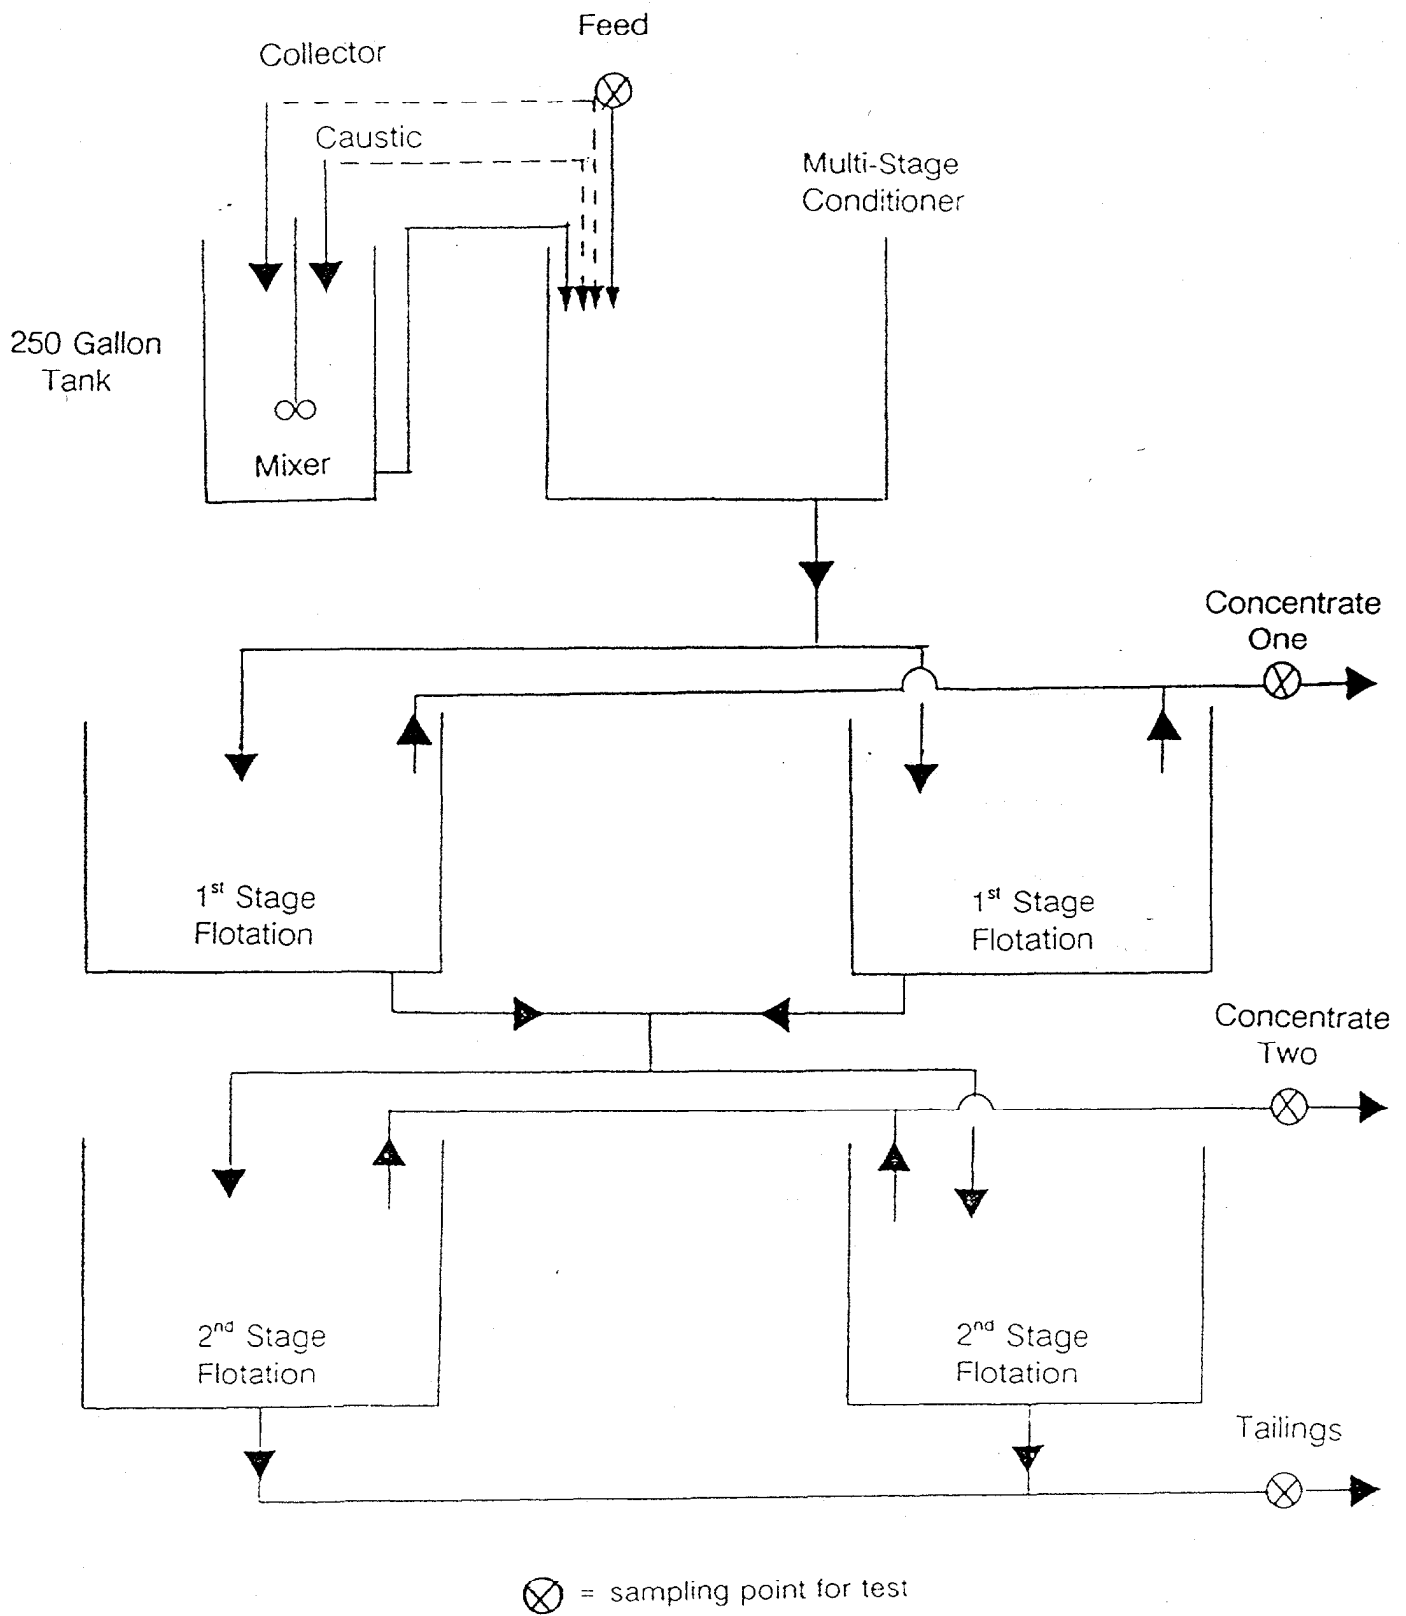 Feed
Collector
Caustic
Multi-Stage
Conditioner
250 Gallon
Tank
Mixer
Concentrate
One
1st Stage
Flotation
1st Stage
Flotation
Concentrate
Two
2nd Stage
Flotation
2nd Stage
Flotation
Tailings
= sampling point for test